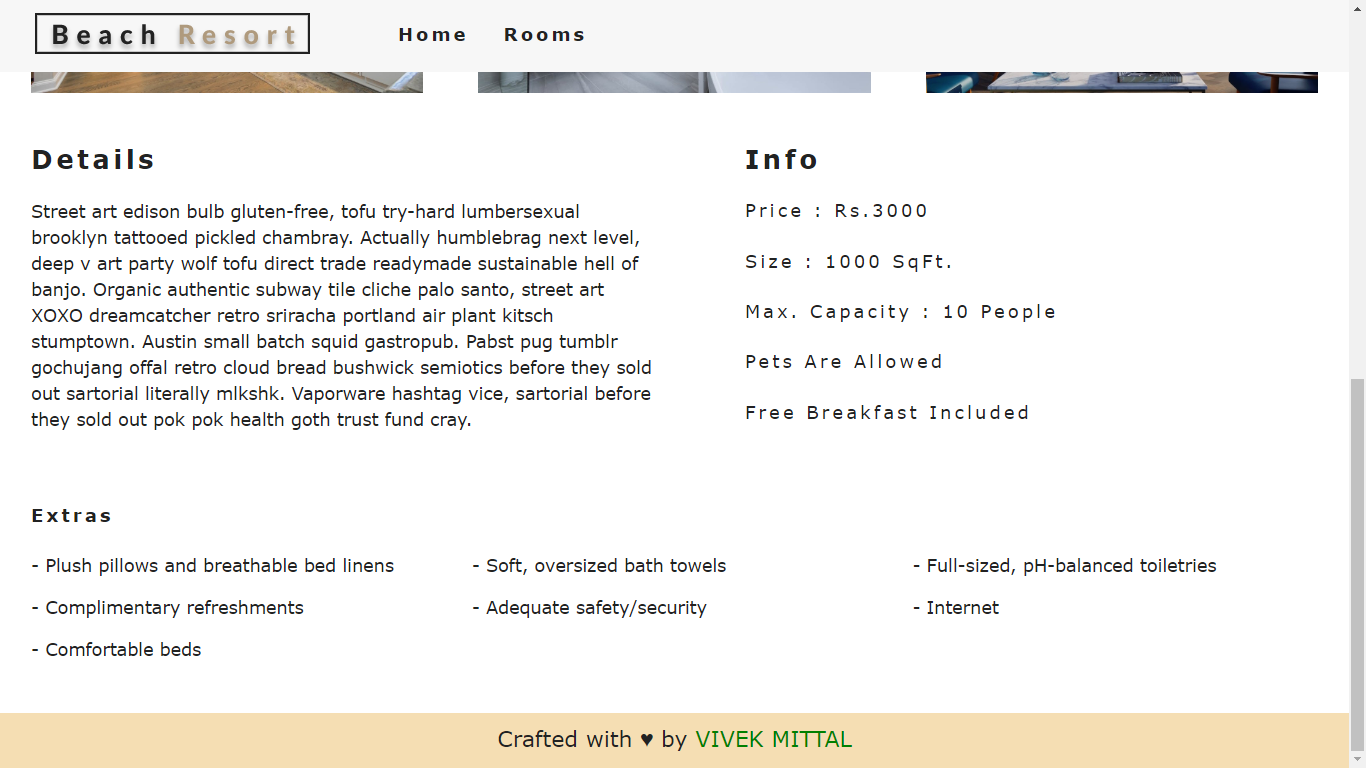 Beach Resort
Home
Rooms
Details
Street art edison bulb gluten-free, tofu try-hard lumbersexual
brooklyn tattooed pickled chambray. Actually humblebrag next level,
deep v art party wolf tofu direct trade readymade sustainable hell of
banjo. Organic authentic subway tile cliche palo santo, street art
XOXO dreamcatcher retro sriracha portland air plant kitsch
stumptown. Austin small batch squid gastropub. Pabst pug tumblr
gochujang offal retro cloud bread bushwick semiotics before they sold
out sartorial literally mlkshk. Vaporware hashtag vice, sartorial before
they sold out pok pok health goth trust fund cray.
Info
Price : Rs.3000
Size : 1000 SqFt.
Max. Capacity : 10 People
Pets Are Allowed
Free Breakfast Included
Extras
- Plush pillows and breathable bed linens
- Soft, oversized bath towels
- Full-sized, pH-balanced toiletries
- Complimentary refreshments
- Adequate safety/security
- Internet
- Comfortable beds
Crafted with ♥ by VIVEK MITTAL